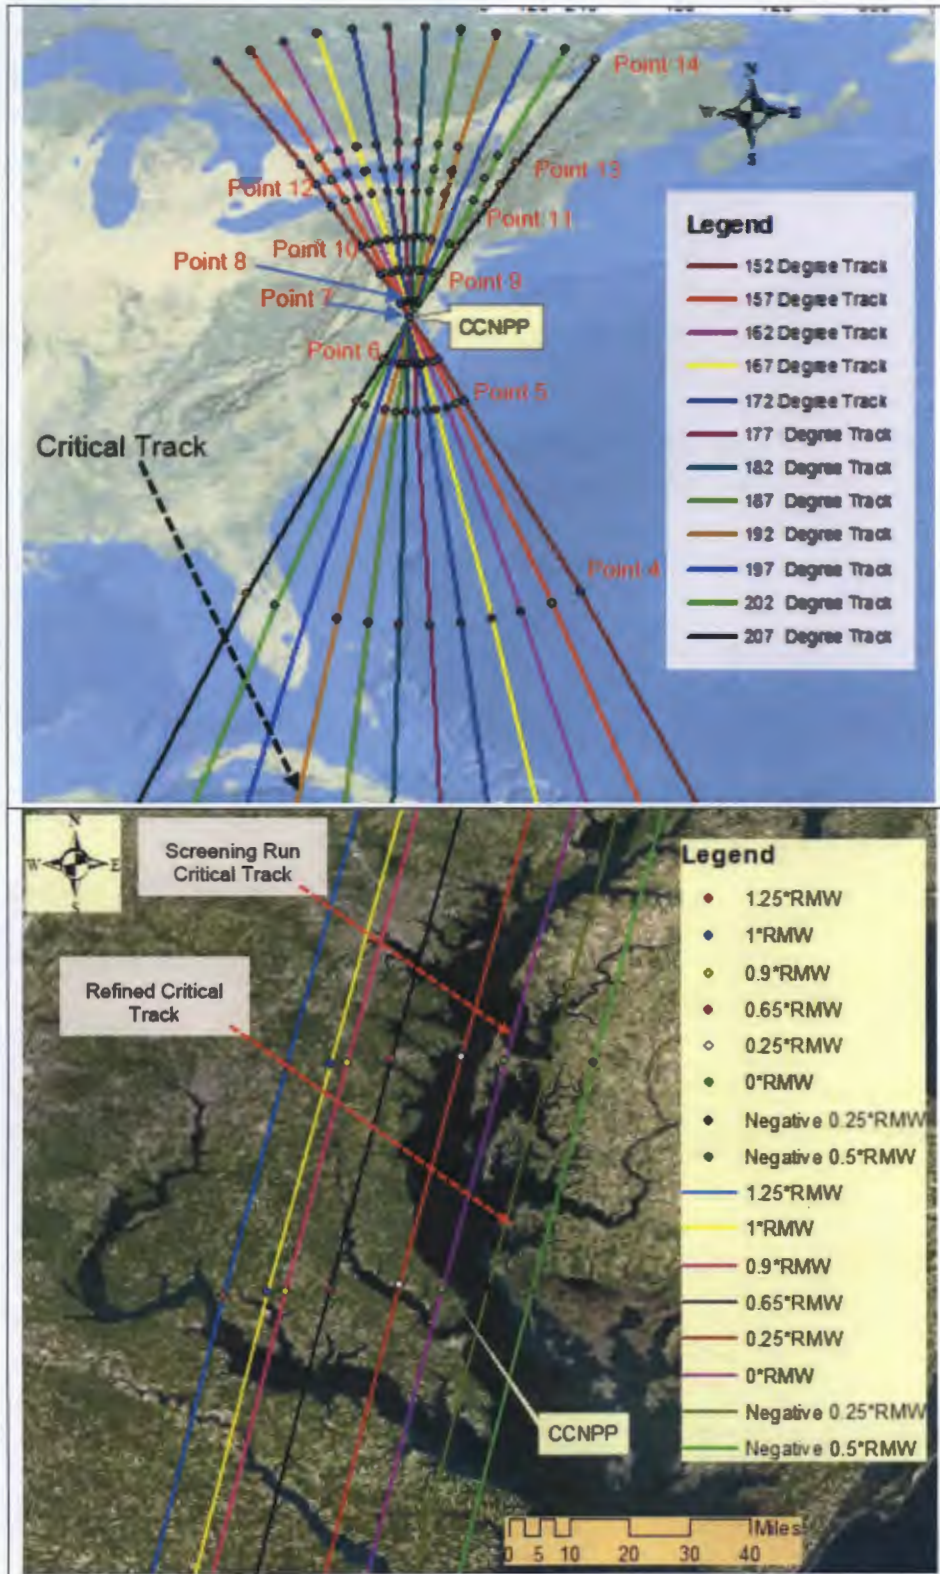 Point 14
N
W
E
S
Point 13
Point 12
Point 11
Point 10
Point 8
Point 9
Point 7
CCNPP
Point 6
Point 5
Critical Track
Point 4
Legend
152 Degree Track
157 Degree Track
162 Degree Track
167 Degree Track
172 Degree Track
177 Degree Track
182 Degree Track
187 Degree Track
192 Degree Track
197 Degree Track
202 Degree Track
207 Degree Track
N
W
E
S
Screening Run
Critical Track
Refined Critical
Track
CCNPP
Legend
1.25*RMW
1*RMW
0.9*RMW
0.65*RMW
0.25*RMW
0*RMW
Negative 0.25*RMW
Negative 0.5*RMW
1.25*RMW
1*RMW
0.9*RMW
0.65*RMW
0.25*RMW
0*RMW
Negative 0.25*RMW
Negative 0.5*RMW
Miles
0 5 10 20 30 40